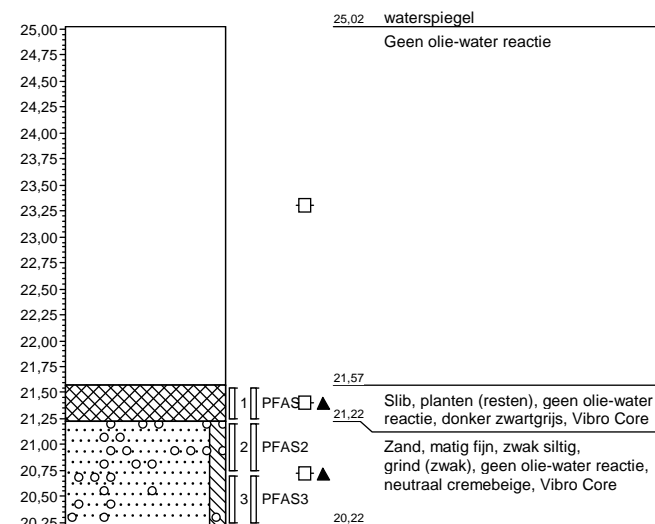 25,02 waterspiegel
Geen olie-water reactie
25,00
24,75
24,50
24,25
24,00
23,75
23,50
23,25
23,00
22,75
22,50
22,25
22,00
21,75
21,50
21,25
21,00
20,75
20,50
20,25
1 PFAS
2 PFAS2
3 PFAS3
21,57
Slib, planten (resten), geen olie-water
reactie, donker zwartgrijs, Vibro Core
21,22
Zand, matig fijn, zwak siltig,
grind (zwak), geen olie-water reactie,
neutraal cremebeige, Vibro Core
20,22